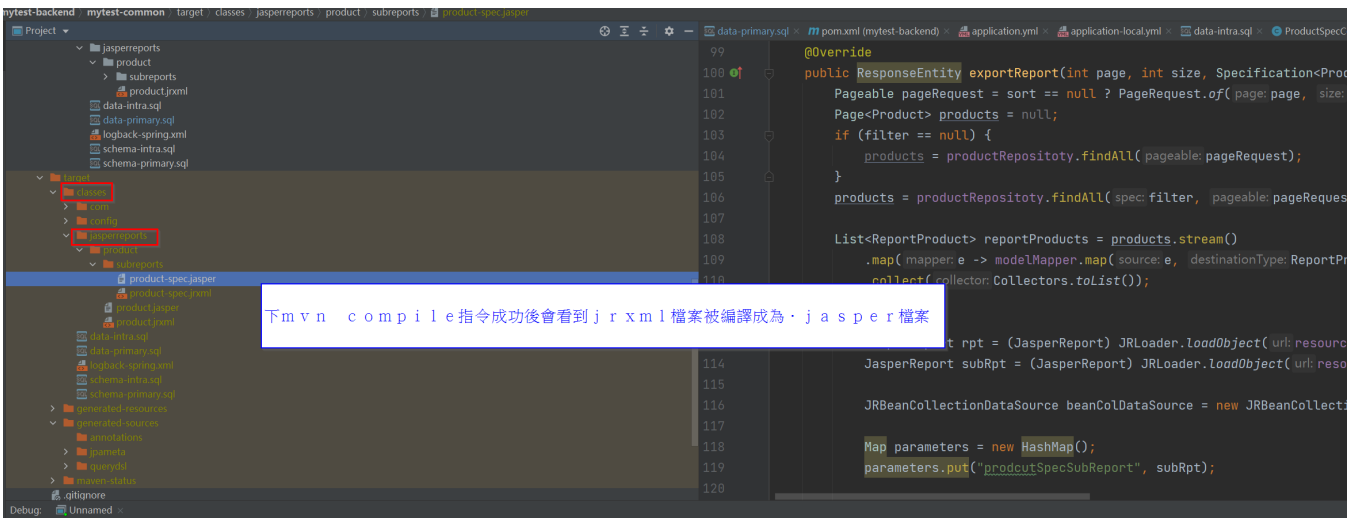 mytest-backend › mytest-common › target › classes › jasperreports › product › subreports › product-spec.jasper
Project
data-primary.sql × pom.xml (mytest-backend) × application.yml × application-local.yml × data-intra.sql × ProductSpecC
jasperreports
product
subreports
product.jrxml
data-intra.sql
data-primary.sql
logback-spring.xml
schema-intra.sql
schema-primary.sql
target
classes
com
config
jasperreports
product
subreports
product-spec.jasper
product-spec.jrxml
product.jasper
product.jrxml
data-intra.sql
data-primary.sql
logback-spring.xml
schema-intra.sql
schema-primary.sql
generated-resources
generated-sources
annotations
jpameta
querydsl
maven-status
.gitignore
99 @Override
100 public ResponseEntity exportReport(int page, int size, Specification<Prod
101 Pageable pageRequest = sort == null ? PageRequest.of( page: page, size:
102 Page<Product> products = null;
103 if (filter == null) {
104 products = productRepositoty.findAll( pageable: pageRequest);
105 }
106 products = productRepositoty.findAll( spec: filter, pageable: pageReques
107
108 List<ReportProduct> reportProducts = products.stream()
109 .map( mapper: e -> modelMapper.map( source: e, destinationType: ReportPr
110 .collect( collector: Collectors.toList());
下mvn compile指令成功後會看到jrxml檔案被編譯成為.jasper檔案
t rpt = (JasperReport) JRLoader.loadObject( url: resourc
114 JasperReport subRpt = (JasperReport) JRLoader.loadObject( url: reso
115
116 JRBeanCollectionDataSource beanColDataSource = new JRBeanCollecti
117
118 Map parameters = new HashMap();
119 parameters.put("prodcutSpecSubReport", subRpt);
120
Debug: Unnamed ×